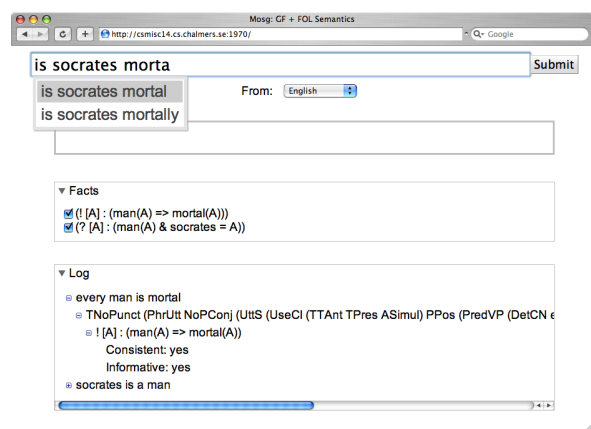 Mosg: GF + FOL Semantics
http://csmisc14.cs.chalmers.se:1970/
Google
is socrates morta
Submit
is socrates mortal
is socrates mortally
From: English
Facts
(! [A] : (man(A) => mortal(A)))
(? [A] : (man(A) & socrates = A))
Log
every man is mortal
TNoPunct (PhrUtt NoPConj (UttS (UseCl (TTAnt TPres ASimul) PPos (PredVP (DetCN e
! [A] : (man(A) => mortal(A))
Consistent: yes
Informative: yes
socrates is a man